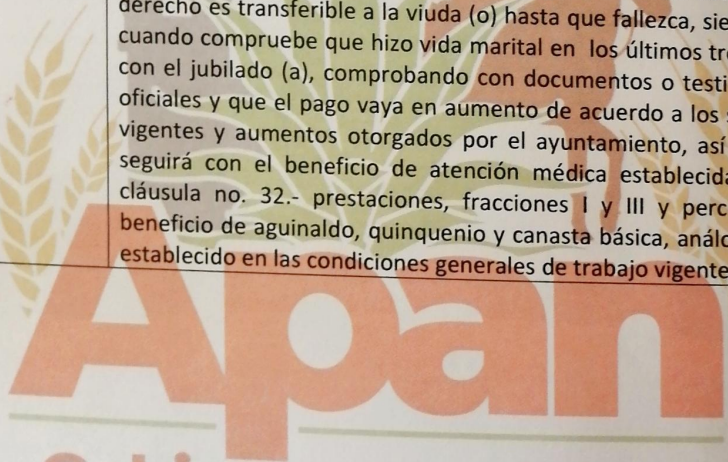 derecho es transferible a la viuda (o) hasta que fallezca, sie
cuando compruebe que hizo vida marital en los últimos tr
con el jubilado (a), comprobando con documentos o testi
oficiales y que el pago vaya en aumento de acuerdo a los
vigentes y aumentos otorgados por el ayuntamiento, así
seguirá con el beneficio de atención médica establecid
cláusula no. 32.- prestaciones, fracciones I y III y perc
beneficio de aguinaldo, quinquenio y canasta básica, análo
establecido en las condiciones generales de trabajo vigente
Apan